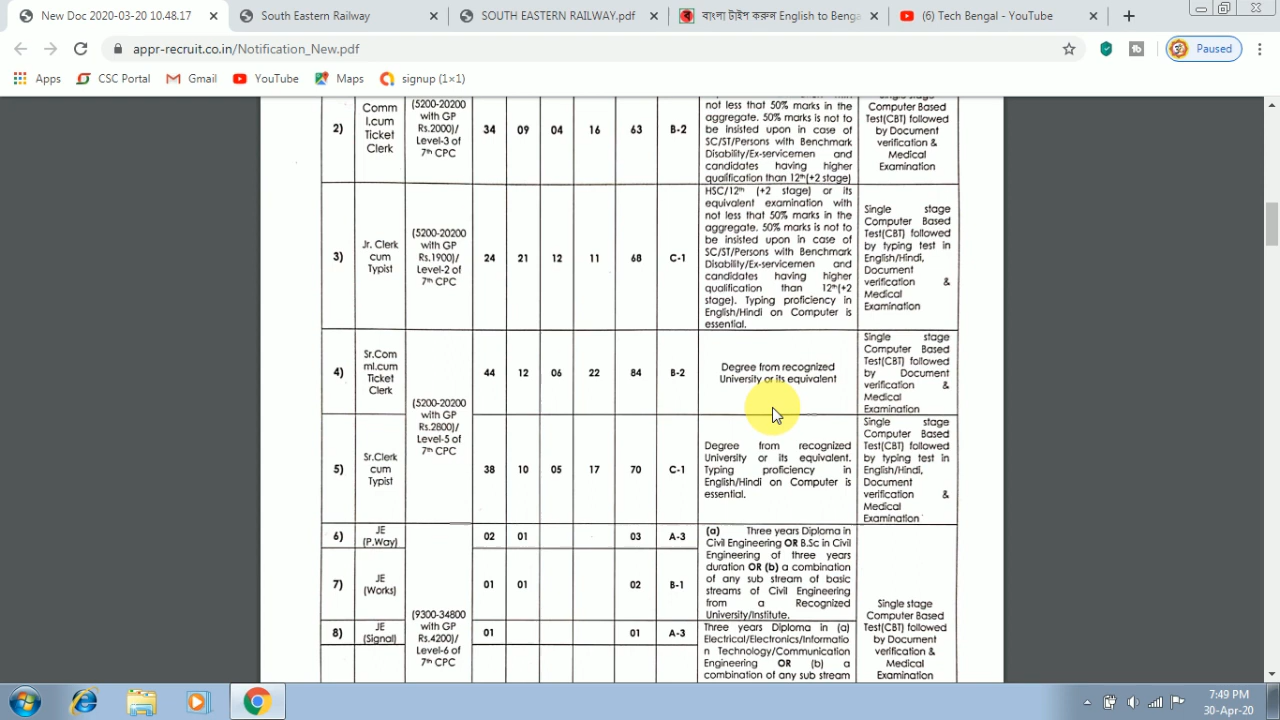 New Doc 2020-03-20 10.48.17
South Eastern Railway
SOUTH EASTERN RAILWAY.pdf
বাংলা টাইপ করুন English to Beng
(6) Tech Bengal - YouTube
appr-recruit.co.in/Notification_New.pdf
Paused
Apps
CSC Portal
Gmail
YouTube
Maps
signup (1×1)
2)
Comm
l.cum
Ticket
Clerk
(5200-20200
with GP
Rs.2000)/
Level-3 of
7th CPC
34
09
04
16
63
B-2
not less that 50% marks in the
aggregate. 50% marks is not to
be insisted upon in case of
SC/ST/Persons with Benchmark
Disability/Ex-servicemen and
candidates having higher
qualification than 12th(+2 stage)
Single stage
Computer Based
Test(CBT) followed
by Document
verification &
Medical
Examination
3)
Jr. Clerk
cum
Typist
(5200-20200
with GP
Rs.1900)/
Level-2 of
7th CPC
24
21
12
11
68
C-1
HSC/12th (+2 stage) or its
equivalent examination with
not less that 50% marks in the
aggregate. 50% marks is not to
be insisted upon in case of
SC/ST/Persons with Benchmark
Disability/Ex-servicemen and
candidates having higher
qualification than 12th(+2
stage). Typing proficiency in
English/Hindi on Computer is
essential.
Single stage
Computer Based
Test(CBT) followed
by typing test in
English/Hindi,
Document
verification &
Medical
Examination
4)
Sr.Com
ml.cum
Ticket
Clerk
(5200-20200
with GP
Rs.2800)/
Level-5 of
7th CPC
44
12
06
22
84
B-2
Degree from recognized
University or its equivalent
Single stage
Computer Based
Test(CBT) followed
by Document
verification &
Medical
Examination
5)
Sr.Clerk
cum
Typist
38
10
05
17
70
C-1
Degree from recognized
University or its equivalent.
Typing proficiency in
English/Hindi on Computer is
essential.
Single stage
Computer Based
Test(CBT) followed
by typing test in
English/Hindi,
Document
verification &
Medical
Examination
6)
JE
(P.Way)
(9300-34800
with GP
Rs.4200)/
Level-6 of
7th CPC
02
01
03
A-3
(a) Three years Diploma in
Civil Engineering OR B.Sc in Civil
Engineering of three years
duration OR (b) a combination
of any sub stream of basic
streams of Civil Engineering
from a Recognized
University/Institute.
Single stage
Computer Based
Test(CBT) followed
by Document
verification &
Medical
Examination
7)
JE
(Works)
01
01
02
B-1
8)
JE
(Signal)
01
01
A-3
Three years Diploma in (a)
Electrical/Electronics/Informatio
n Technology/Communication
Engineering OR (b) a
combination of any sub stream
7:49 PM
30-Apr-20